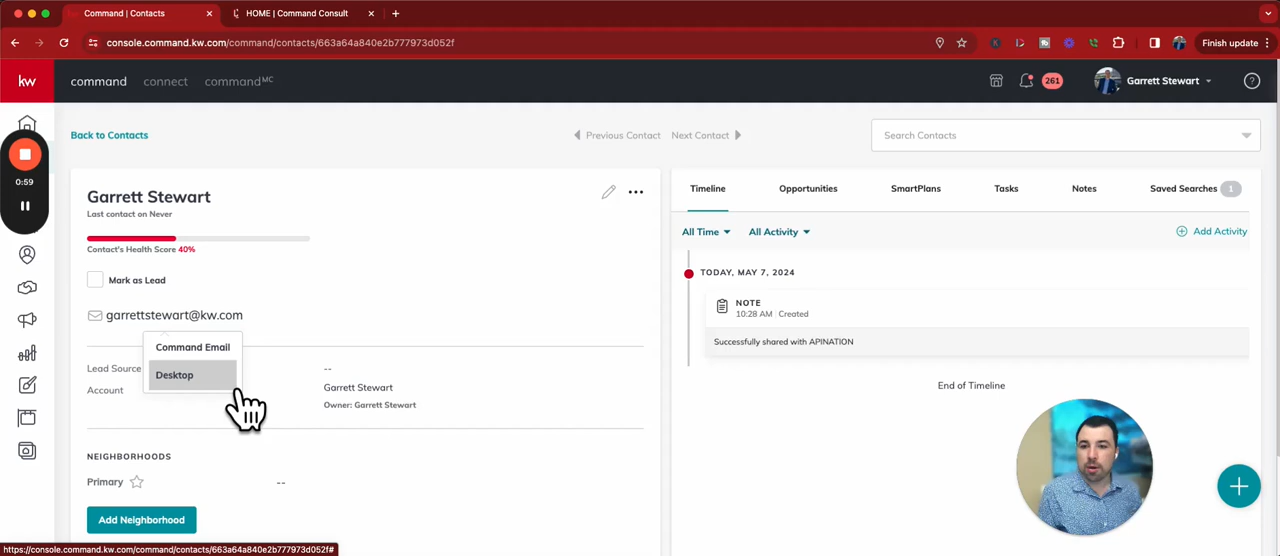 Command | Contacts
HOME | Command Consult
console.command.kw.com/command/contacts/663a64a840e2b777973d052f
Finish update
kw
command
connect
commandMC
261
Garrett Stewart
0:59
Back to Contacts
Previous Contact
Next Contact
Search Contacts
Garrett Stewart
Last contact on Never
Contact's Health Score 40%
Mark as Lead
garrettstewart@kw.com
Command Email
Desktop
Lead Source
--
Account
Garrett Stewart
Owner: Garrett Stewart
NEIGHBORHOODS
Primary
--
Add Neighborhood
Timeline
Opportunities
SmartPlans
Tasks
Notes
Saved Searches 1
All Time
All Activity
Add Activity
TODAY, MAY 7, 2024
NOTE
10:28 AM Created
Successfully shared with APINATION
End of Timeline
https://console.command.kw.com/command/contacts/663a64a840e2b777973d052f#